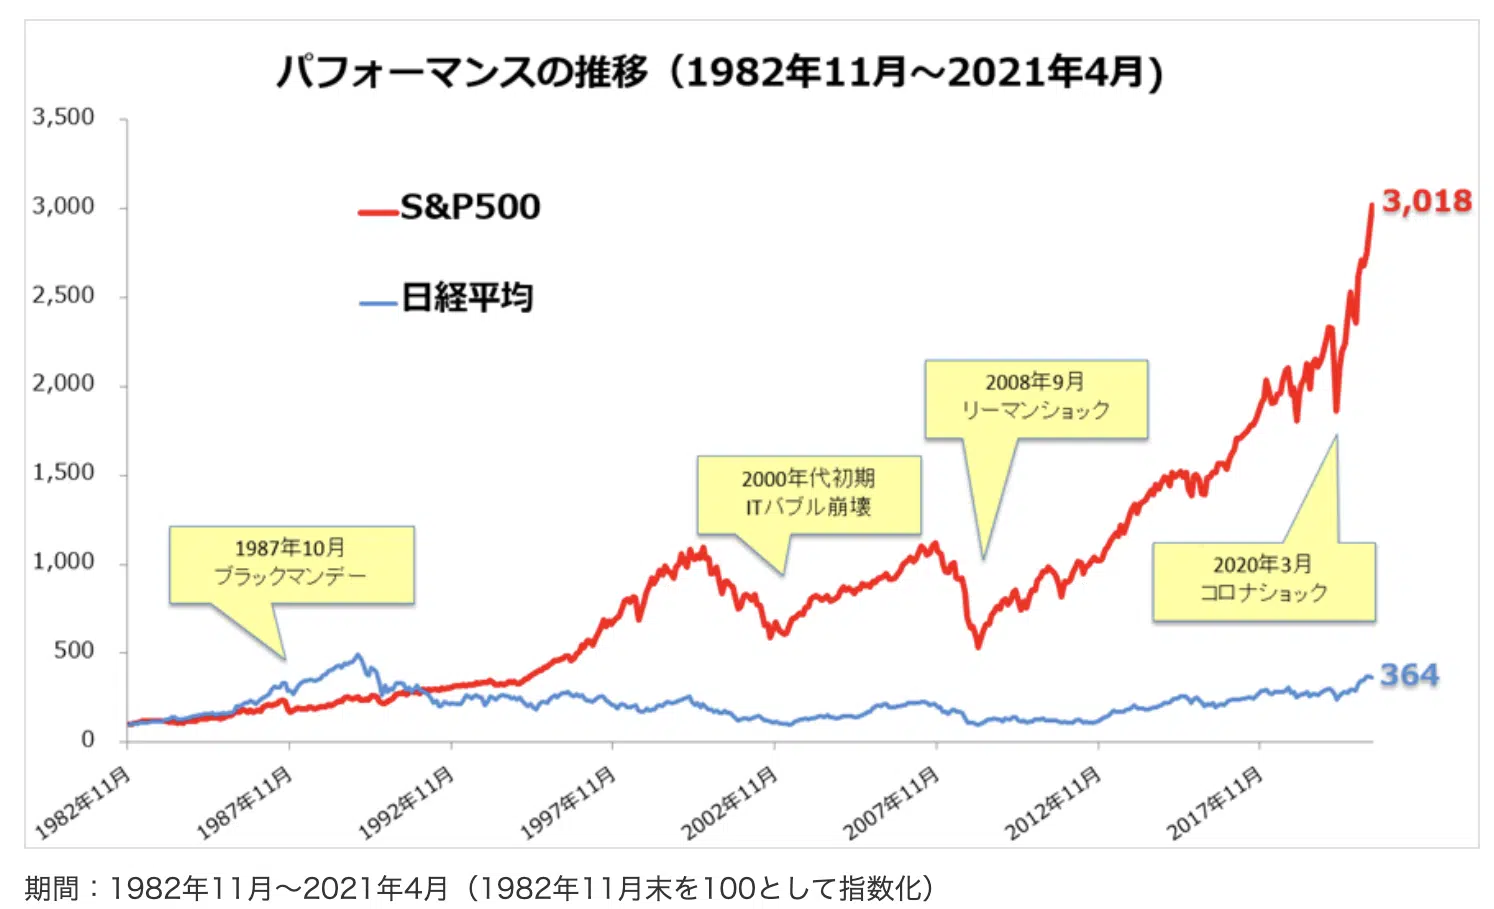 パフォーマンスの推移（1982年11月～2021年4月)
3,500
3,000
2,500
2,000
1,500
1,000
500
0
S&P500
日経平均
3,018
364
1987年10月
ブラックマンデー
2000年代初期
ITバブル崩壊
2008年9月
リーマンショック
2020年3月
コロナショック
1982年11月
1987年11月
1992年11月
1997年11月
2002年11月
2007年11月
2012年11月
2017年11月
期間：1982年11月～2021年4月（1982年11月末を100として指数化）